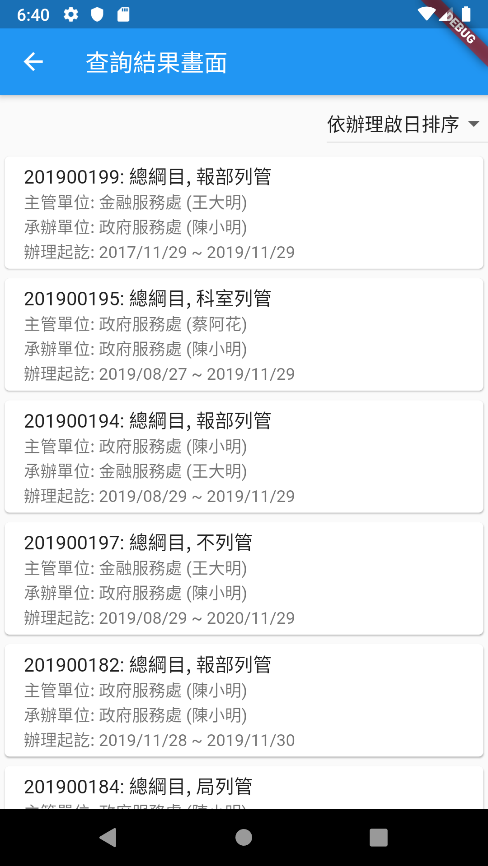 6:40
DEBUG
查詢結果畫面
依辦理啟日排序
201900199: 總綱目, 報部列管
主管單位: 金融服務處 (王大明)
承辦單位: 政府服務處 (陳小明)
辦理起訖: 2017/11/29 ~ 2019/11/29
201900195: 總綱目, 科室列管
主管單位: 政府服務處 (蔡阿花)
承辦單位: 政府服務處 (陳小明)
辦理起訖: 2019/08/27 ~ 2019/11/29
201900194: 總綱目, 報部列管
主管單位: 政府服務處 (陳小明)
承辦單位: 金融服務處 (王大明)
辦理起訖: 2019/08/29 ~ 2019/11/29
201900197: 總綱目, 不列管
主管單位: 金融服務處 (王大明)
承辦單位: 政府服務處 (陳小明)
辦理起訖: 2019/08/29 ~ 2020/11/29
201900182: 總綱目, 報部列管
主管單位: 政府服務處 (陳小明)
承辦單位: 政府服務處 (陳小明)
辦理起訖: 2019/11/28 ~ 2019/11/30
201900184: 總綱目, 局列管